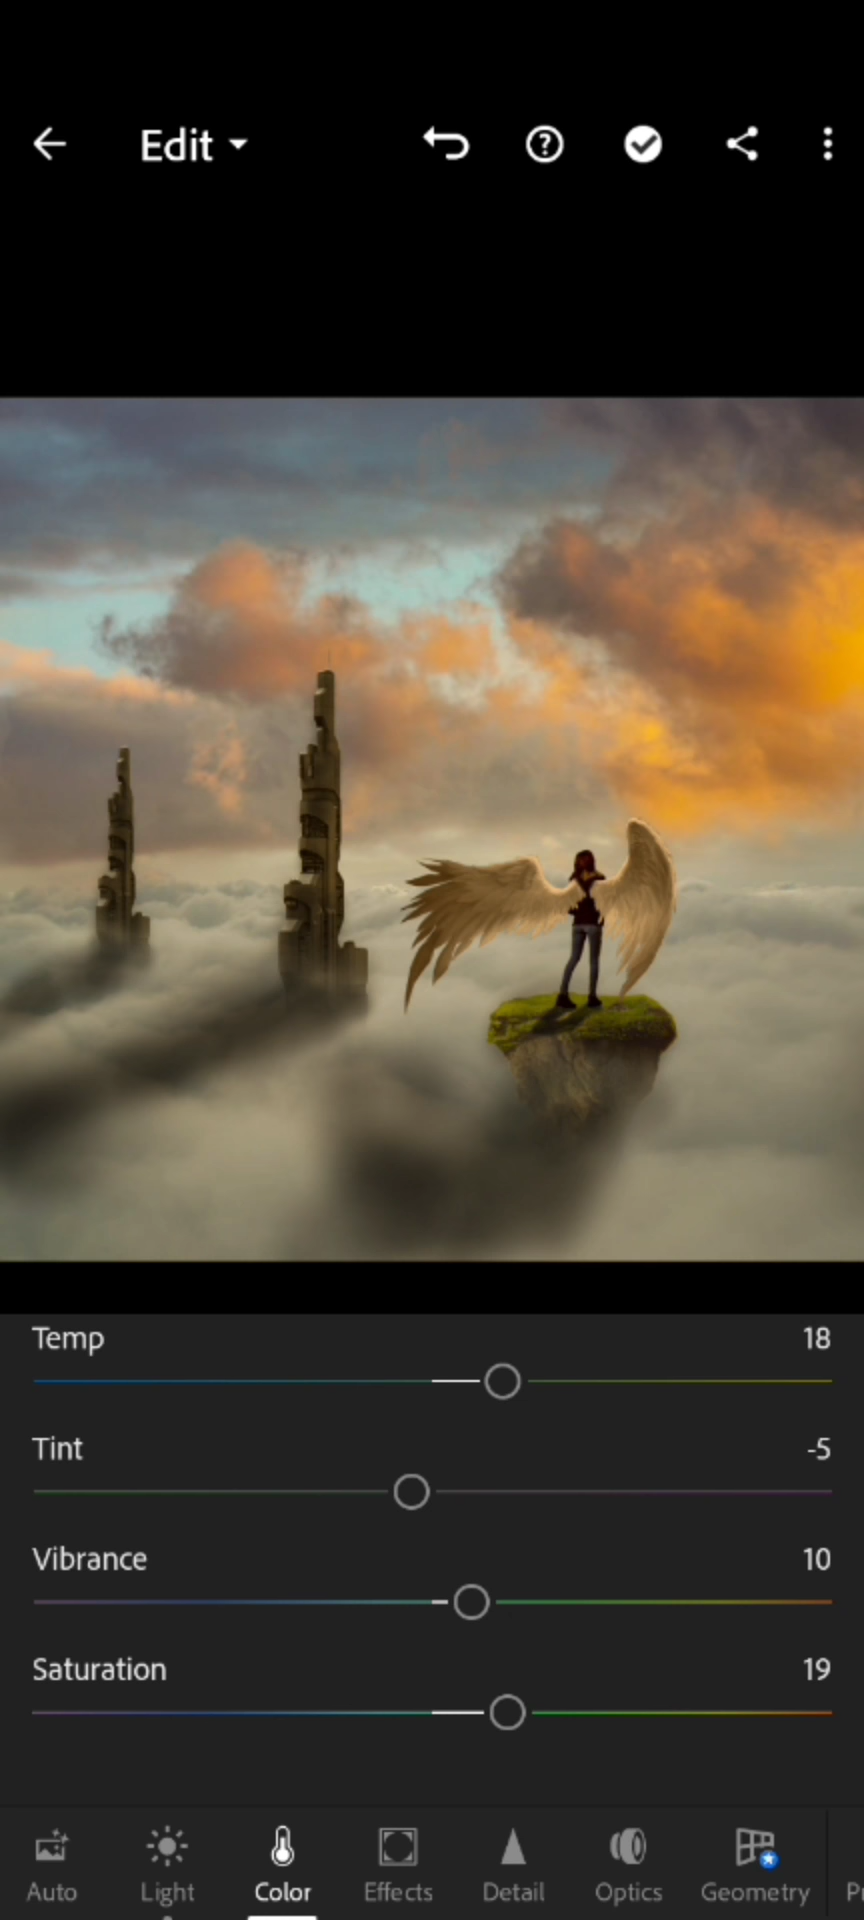 Edit
Temp 18
Tint -5
Vibrance 10
Saturation 19
Auto Light Color Effects Detail Optics Geometry